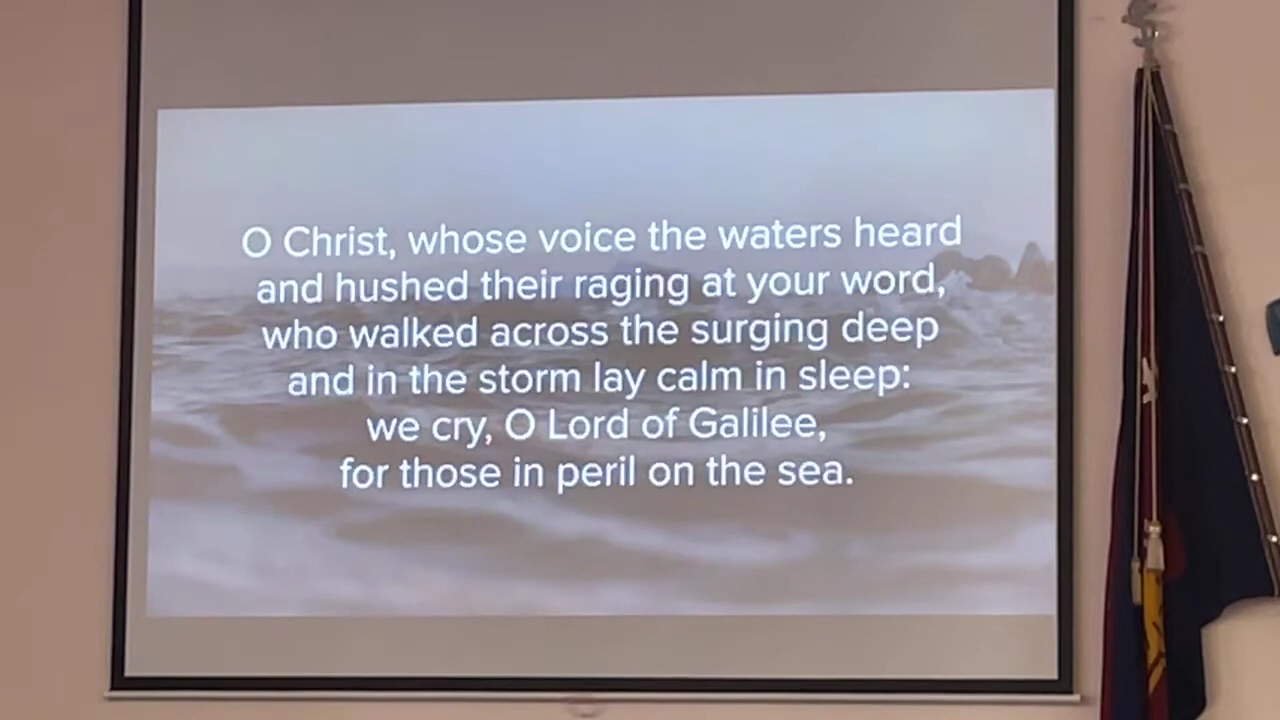 O Christ, whose voice the waters heard
and hushed their raging at your word,
who walked across the surging deep
and in the storm lay calm in sleep:
we cry, O Lord of Galilee,
for those in peril on the sea.